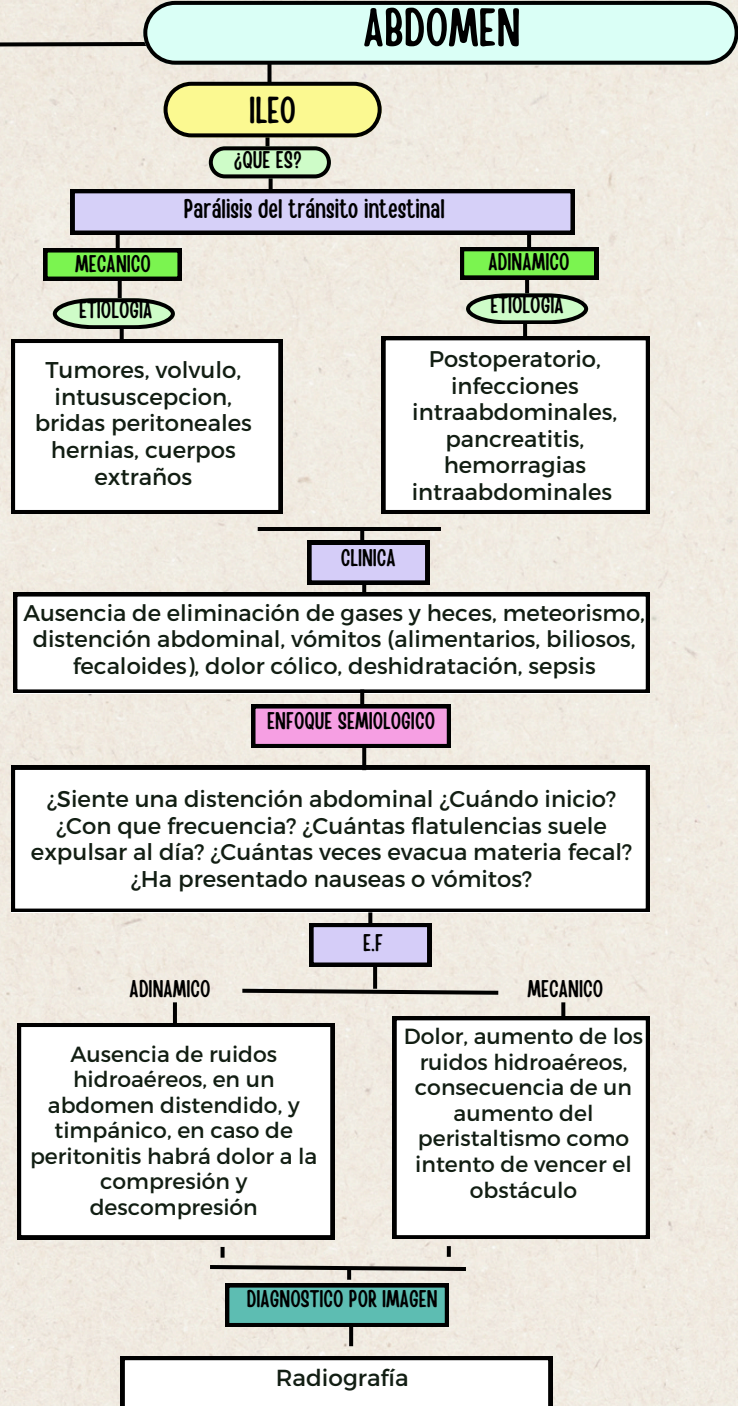 ABDOMEN
ILEO
¿QUE ES?
Parálisis del tránsito intestinal
MECANICO
ETIOLOGIA
Tumores, volvulo,
intususcepcion,
bridas peritoneales
hernias, cuerpos
extraños
ADINAMICO
ETIOLOGIA
Postoperatorio,
infecciones
intraabdominales,
pancreatitis,
hemorragias
intraabdominales
CLINICA
Ausencia de eliminación de gases y heces, meteorismo,
distención abdominal, vómitos (alimentarios, biliosos,
fecaloides), dolor cólico, deshidratación, sepsis
ENFOQUE SEMIOLOGICO
¿Siente una distención abdominal ¿Cuándo inicio?
¿Con que frecuencia? ¿Cuántas flatulencias suele
expulsar al día? ¿Cuántas veces evacua materia fecal?
¿Ha presentado nauseas o vómitos?
E.F
ADINAMICO
Ausencia de ruidos
hidroaéreos, en un
abdomen distendido, y
timpánico, en caso de
peritonitis habrá dolor a la
compresión y
descompresión
MECANICO
Dolor, aumento de los
ruidos hidroaéreos,
consecuencia de un
aumento del
peristaltismo como
intento de vencer el
obstáculo
DIAGNOSTICO POR IMAGEN
Radiografía